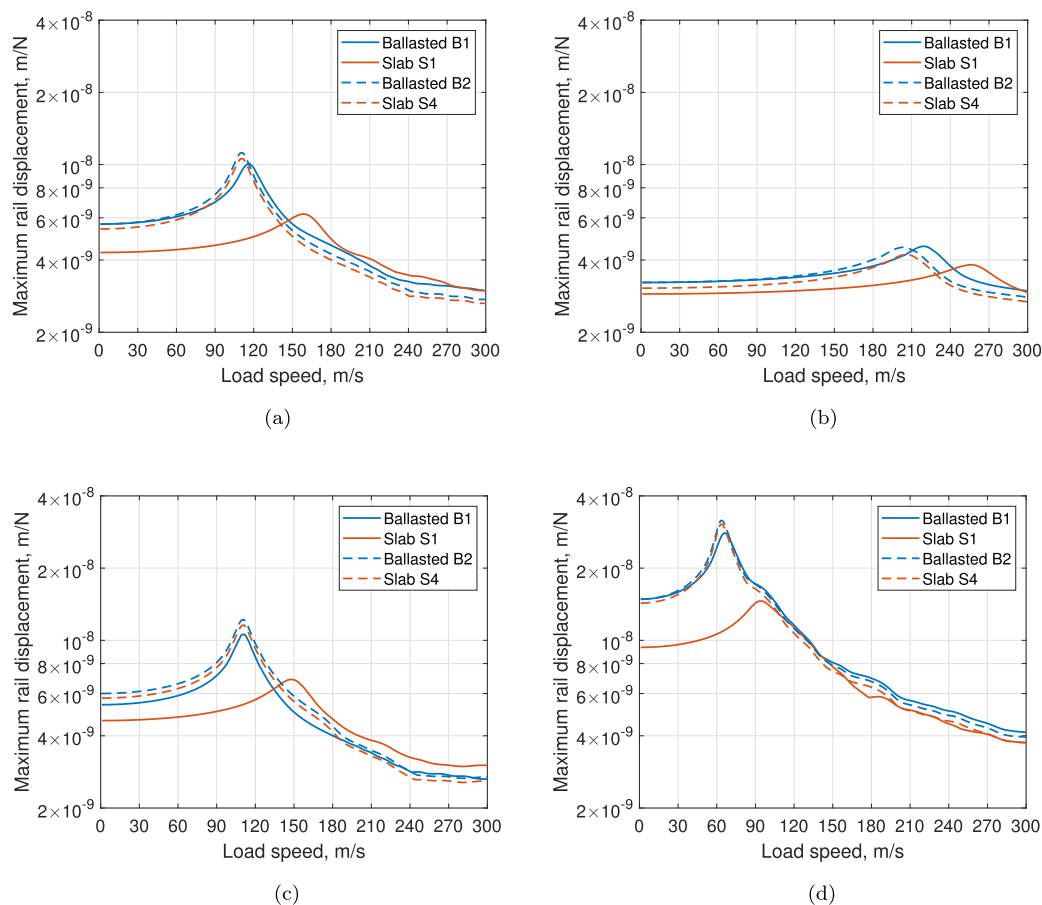 4×10-8
2×10-8
10-8
8×10-9
6×10-9
4×10-9
2×10-9
Maximum rail displacement, m/N
0 30 60 90 120 150 180 210 240 270 300
Load speed, m/s
Ballasted B1
Slab S1
Ballasted B2
Slab S4
(a)
4×10-8
2×10-8
10-8
8×10-9
6×10-9
4×10-9
2×10-9
Maximum rail displacement, m/N
0 30 60 90 120 150 180 210 240 270 300
Load speed, m/s
Ballasted B1
Slab S1
Ballasted B2
Slab S4
(b)
4×10-8
2×10-8
10-8
8×10-9
6×10-9
4×10-9
2×10-9
Maximum rail displacement, m/N
0 30 60 90 120 150 180 210 240 270 300
Load speed, m/s
Ballasted B1
Slab S1
Ballasted B2
Slab S4
(c)
4×10-8
2×10-8
10-8
8×10-9
6×10-9
4×10-9
2×10-9
Maximum rail displacement, m/N
0 30 60 90 120 150 180 210 240 270 300
Load speed, m/s
Ballasted B1
Slab S1
Ballasted B2
Slab S4
(d)